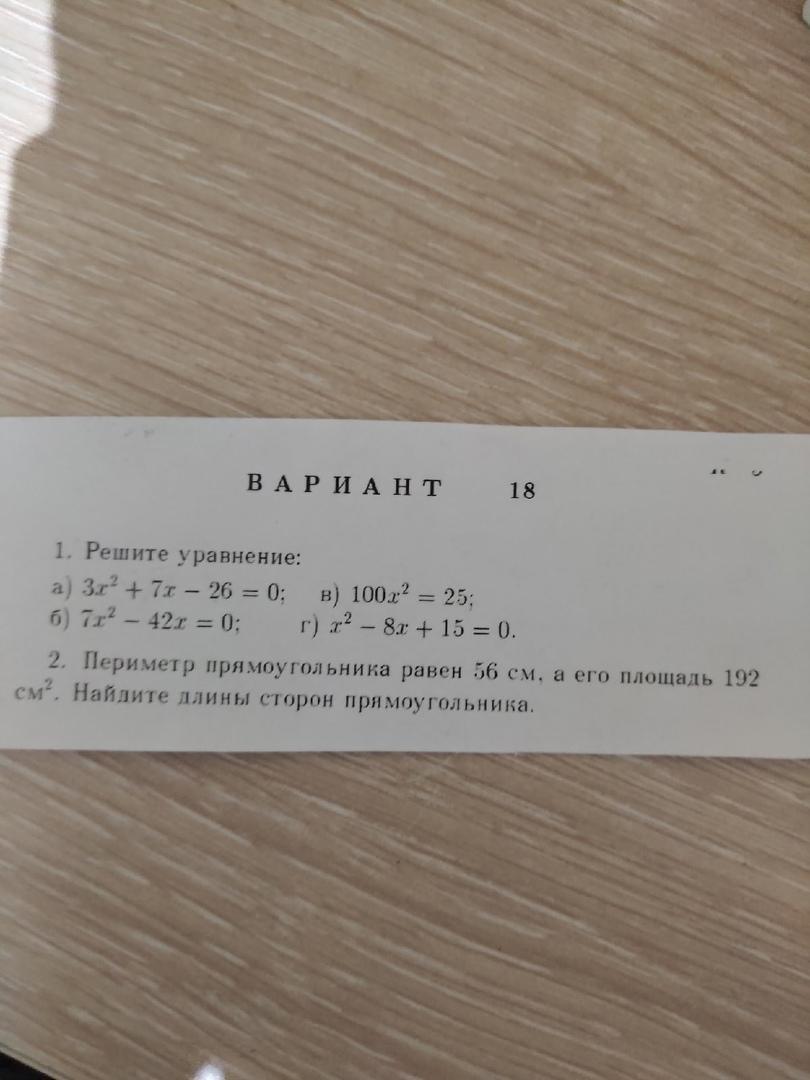 ВАРИАНТ 18
1. Решите уравнение:
а) 3x² + 7x − 26 = 0; в) 100x² = 25;
б) 7x² − 42x = 0; г) x² − 8x + 15 = 0.
2. Периметр прямоугольника равен 56 см, а его площадь 192
см². Найдите длины сторон прямоугольника.